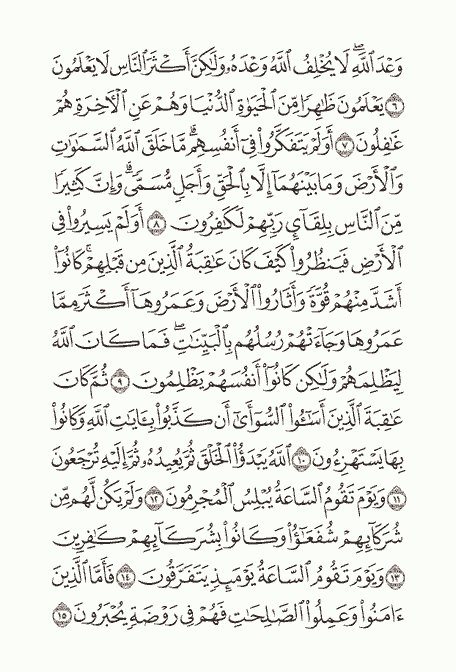 وَعْدَ ٱللَّهِ ۖ لَا يُخْلِفُ ٱللَّهُ وَعْدَهُۥ وَلَـٰكِنَّ أَكْثَرَ ٱلنَّاسِ لَا يَعْلَمُونَ
٦ يَعْلَمُونَ ظَـٰهِرًا مِّنَ ٱلْحَيَوٰةِ ٱلدُّنْيَا وَهُمْ عَنِ ٱلْـَٔاخِرَةِ هُمْ
غَـٰفِلُونَ ٧ أَوَلَمْ يَتَفَكَّرُوا۟ فِىٓ أَنفُسِهِم ۗ مَّا خَلَقَ ٱللَّهُ ٱلسَّمَـٰوَٰتِ
وَٱلْأَرْضَ وَمَا بَيْنَهُمَآ إِلَّا بِٱلْحَقِّ وَأَجَلٍ مُّسَمًّى ۗ وَإِنَّ كَثِيرًا
مِّنَ ٱلنَّاسِ بِلِقَآئِ رَبِّهِمْ لَكَـٰفِرُونَ ٨ أَوَلَمْ يَسِيرُوا۟ فِى
ٱلْأَرْضِ فَيَنظُرُوا۟ كَيْفَ كَانَ عَـٰقِبَةُ ٱلَّذِينَ مِن قَبْلِهِمْ ۚ كَانُوٓا۟
أَشَدَّ مِنْهُمْ قُوَّةً وَأَثَارُوا۟ ٱلْأَرْضَ وَعَمَرُوهَآ أَكْثَرَ مِمَّا
عَمَرُوهَا وَجَآءَتْهُمْ رُسُلُهُم بِٱلْبَيِّنَـٰتِ ۖ فَمَا كَانَ ٱللَّهُ
لِيَظْلِمَهُمْ وَلَـٰكِن كَانُوٓا۟ أَنفُسَهُمْ يَظْلِمُونَ ٩ ثُمَّ كَانَ
عَـٰقِبَةَ ٱلَّذِينَ أَسَـٰٓـُٔوا۟ ٱلسُّوٓأَىٰٓ أَن كَذَّبُوا۟ بِـَٔايَـٰتِ ٱللَّهِ وَكَانُوا۟
بِهَا يَسْتَهْزِءُونَ ١٠ ٱللَّهُ يَبْدَؤُا۟ ٱلْخَلْقَ ثُمَّ يُعِيدُهُۥ ثُمَّ إِلَيْهِ تُرْجَعُونَ
١١ وَيَوْمَ تَقُومُ ٱلسَّاعَةُ يُبْلِسُ ٱلْمُجْرِمُونَ ١٢ وَلَمْ يَكُن لَّهُم مِّن
شُرَكَآئِهِمْ شُفَعَـٰٓؤُا۟ وَكَانُوا۟ بِشُرَكَآئِهِمْ كَـٰفِرِينَ
١٣ وَيَوْمَ تَقُومُ ٱلسَّاعَةُ يَوْمَئِذٍ يَتَفَرَّقُونَ ١٤ فَأَمَّا ٱلَّذِينَ
ءَامَنُوا۟ وَعَمِلُوا۟ ٱلصَّـٰلِحَـٰتِ فَهُمْ فِى رَوْضَةٍ يُحْبَرُونَ ١٥